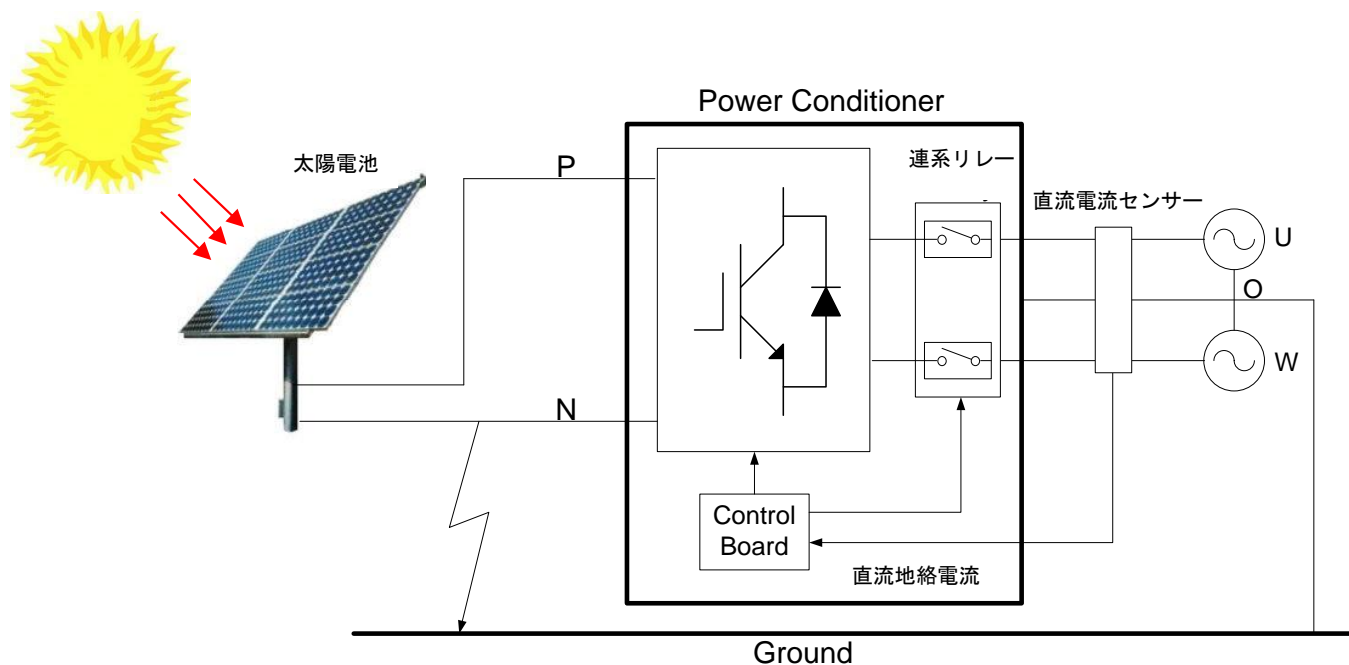 Power Conditioner
太陽電池
P
連系リレー
直流電流センサー
U
O
W
N
Control
Board
直流地絡電流
Ground